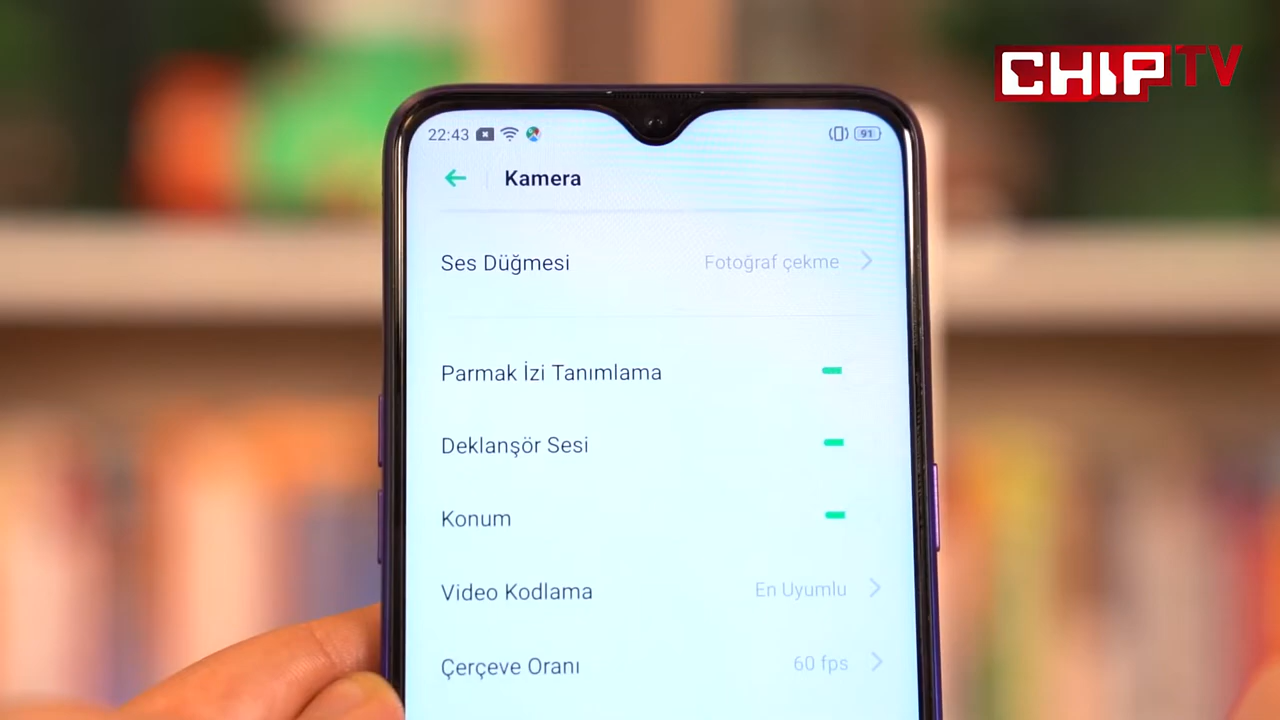 CHIP TV
22:43
91
Kamera
Ses Düğmesi Fotoğraf çekme
Parmak İzi Tanımlama
Deklanşör Sesi
Konum
Video Kodlama En Uyumlu
Çerçeve Oranı 60 fps